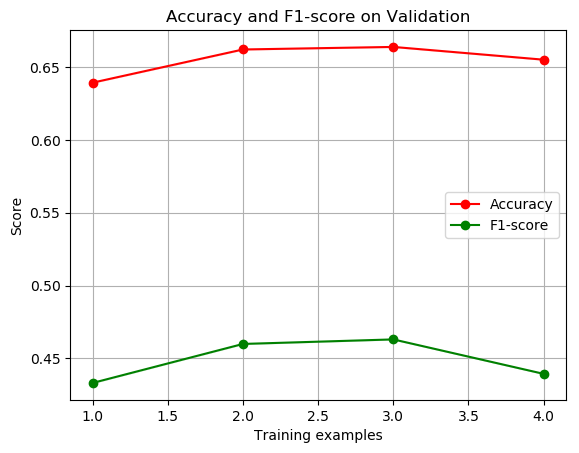 Accuracy and F1-score on Validation
Score
0.65
0.60
0.55
0.50
0.45
Accuracy
F1-score
1.0 1.5 2.0 2.5 3.0 3.5 4.0
Training examples